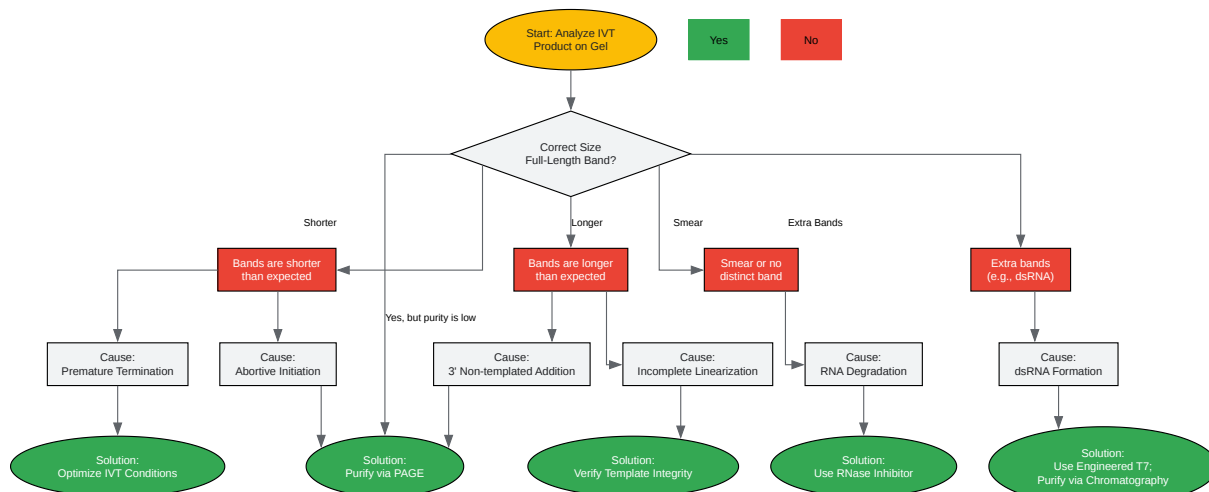 Start: Analyze IVT
Product on Gel
Yes
No
Correct Size
Full-Length Band?
Shorter
Longer
Smear
Extra Bands
Bands are shorter
than expected
Bands are longer
than expected
Smear or no
distinct band
Extra bands
(e.g., dsRNA)
Yes, but purity is low
Cause:
Premature Termination
Cause:
Abortive Initiation
Cause:
3' Non-templated Addition
Cause:
Incomplete Linearization
Cause:
RNA Degradation
Cause:
dsRNA Formation
Solution:
Optimize IVT Conditions
Solution:
Purify via PAGE
Solution:
Verify Template Integrity
Solution:
Use RNase Inhibitor
Solution:
Use Engineered T7;
Purify via Chromatography